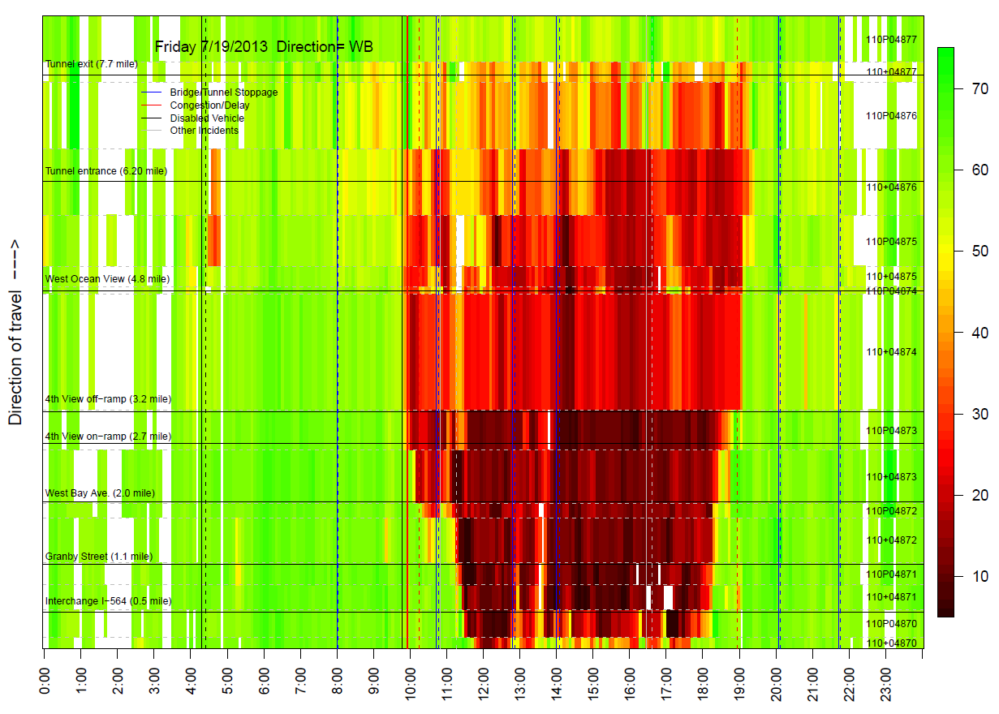 Friday 7/19/2013 Direction= WB
110P04877
Tunnel exit (7.7 mile)
110+04877
Bridge/Tunnel Stoppage
Congestion/Delay
Disabled Vehicle
Other Incidents
110P04876
Tunnel entrance (6.20 mile)
110+04876
110P04875
West Ocean View (4.8 mile)
110+04875
110P04874
110+04874
4th View off−ramp (3.2 mile)
110P04873
4th View on−ramp (2.7 mile)
110+04873
West Bay Ave. (2.0 mile)
110P04872
110+04872
Granby Street (1.1 mile)
110P04871
110+04871
Interchange I−564 (0.5 mile)
110P04870
110+04870
Direction of travel −−−>
0:00 1:00 2:00 3:00 4:00 5:00 6:00 7:00 8:00 9:00 10:00 11:00 12:00 13:00 14:00 15:00 16:00 17:00 18:00 19:00 20:00 21:00 22:00 23:00
70
60
50
40
30
20
10